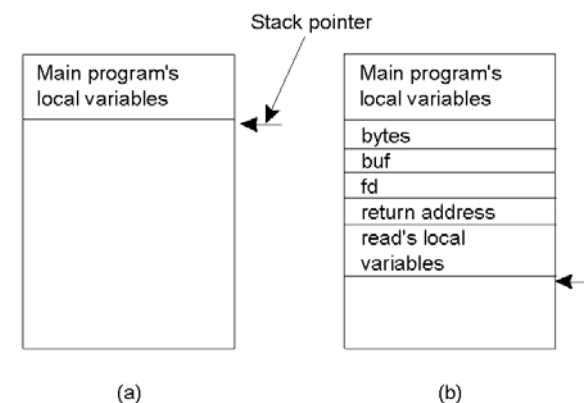 Stack pointer
Main program's
local variables
Main program's
local variables
bytes
buf
fd
return address
read's local
variables
(a)
(b)